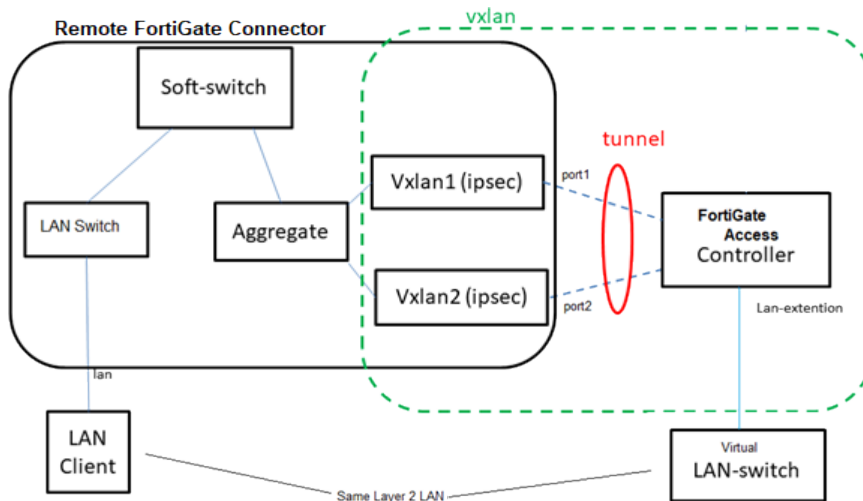 vxlan
Remote FortiGate Connector
Soft-switch
tunnel
Vxlan1 (ipsec)
port1
LAN Switch
Aggregate
FortiGate
Access
Controller
Vxlan2 (ipsec)
port2
Lan-extention
lan
LAN
Client
Virtual
LAN-switch
Same Layer 2 LAN